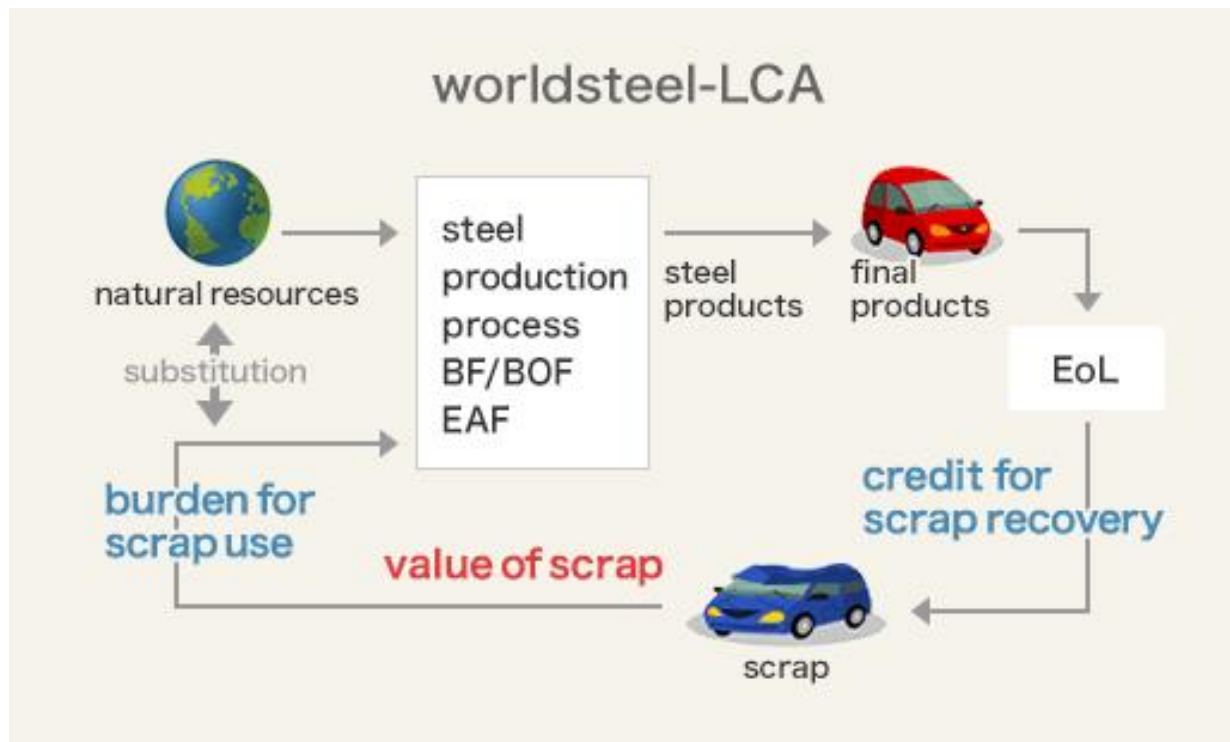 worldsteel-LCA
natural resources
substitution
steel
production
process
BF/BOF
EAF
steel
products
final
products
EoL
credit for
scrap recovery
burden for
scrap use
value of scrap
scrap